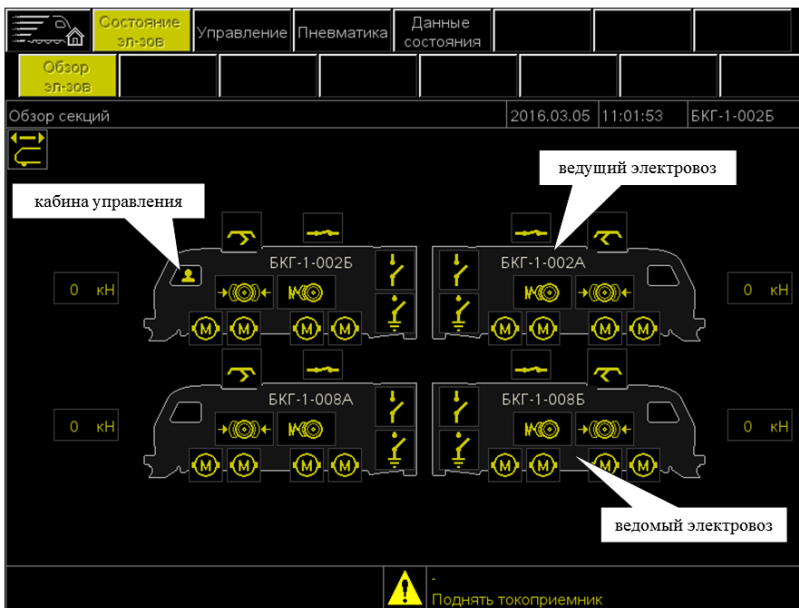 Состояние
эл-зов
Управление
Пневматика
Данные
состояния
Обзор
эл-зов
Обзор секций
2016.03.05
11:01:53
БКГ-1-002Б
ведущий электровоз
кабина управления
БКГ-1-002Б
БКГ-1-002А
0 кН
0 кН
М М М М
М М М М
БКГ-1-008А
БКГ-1-008Б
0 кН
0 кН
М М М М
М М М М
ведомый электровоз
-
Поднять токоприемник